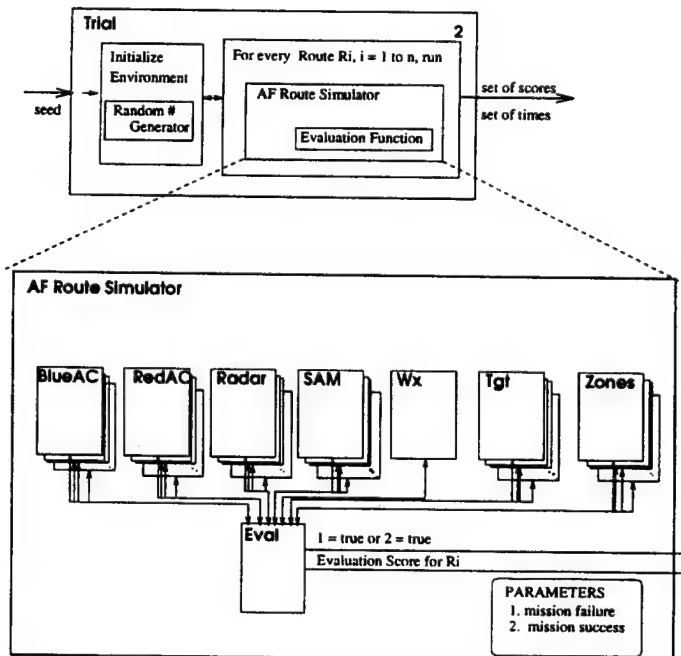 Trial
2
Initialize
Environment
Random #
Generator
For every Route Ri, i = 1 to n, run
AF Route Simulator
Evaluation Function
seed
set of scores
set of times
AF Route Simulator
BlueAC
RedAC
Radar
SAM
Wx
Tgt
Zones
Eval
1 = true or 2 = true
Evaluation Score for Ri
PARAMETERS
1. mission failure
2. mission success